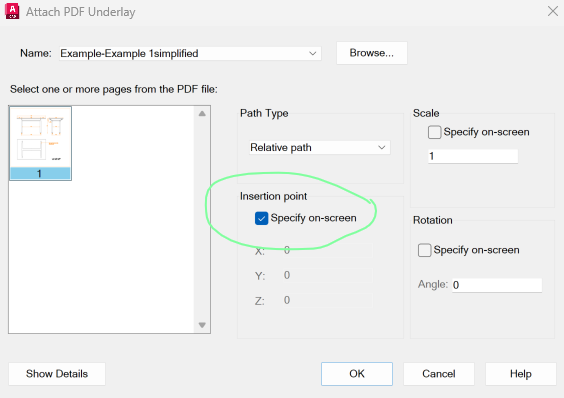 Attach PDF Underlay
Name: Example-Example 1simplified Browse...
Select one or more pages from the PDF file:
1
Path Type
Relative path
Insertion point
Specify on-screen
X: 0
Y: 0
Z: 0
Scale
Specify on-screen
1
Rotation
Specify on-screen
Angle: 0
Show Details OK Cancel Help